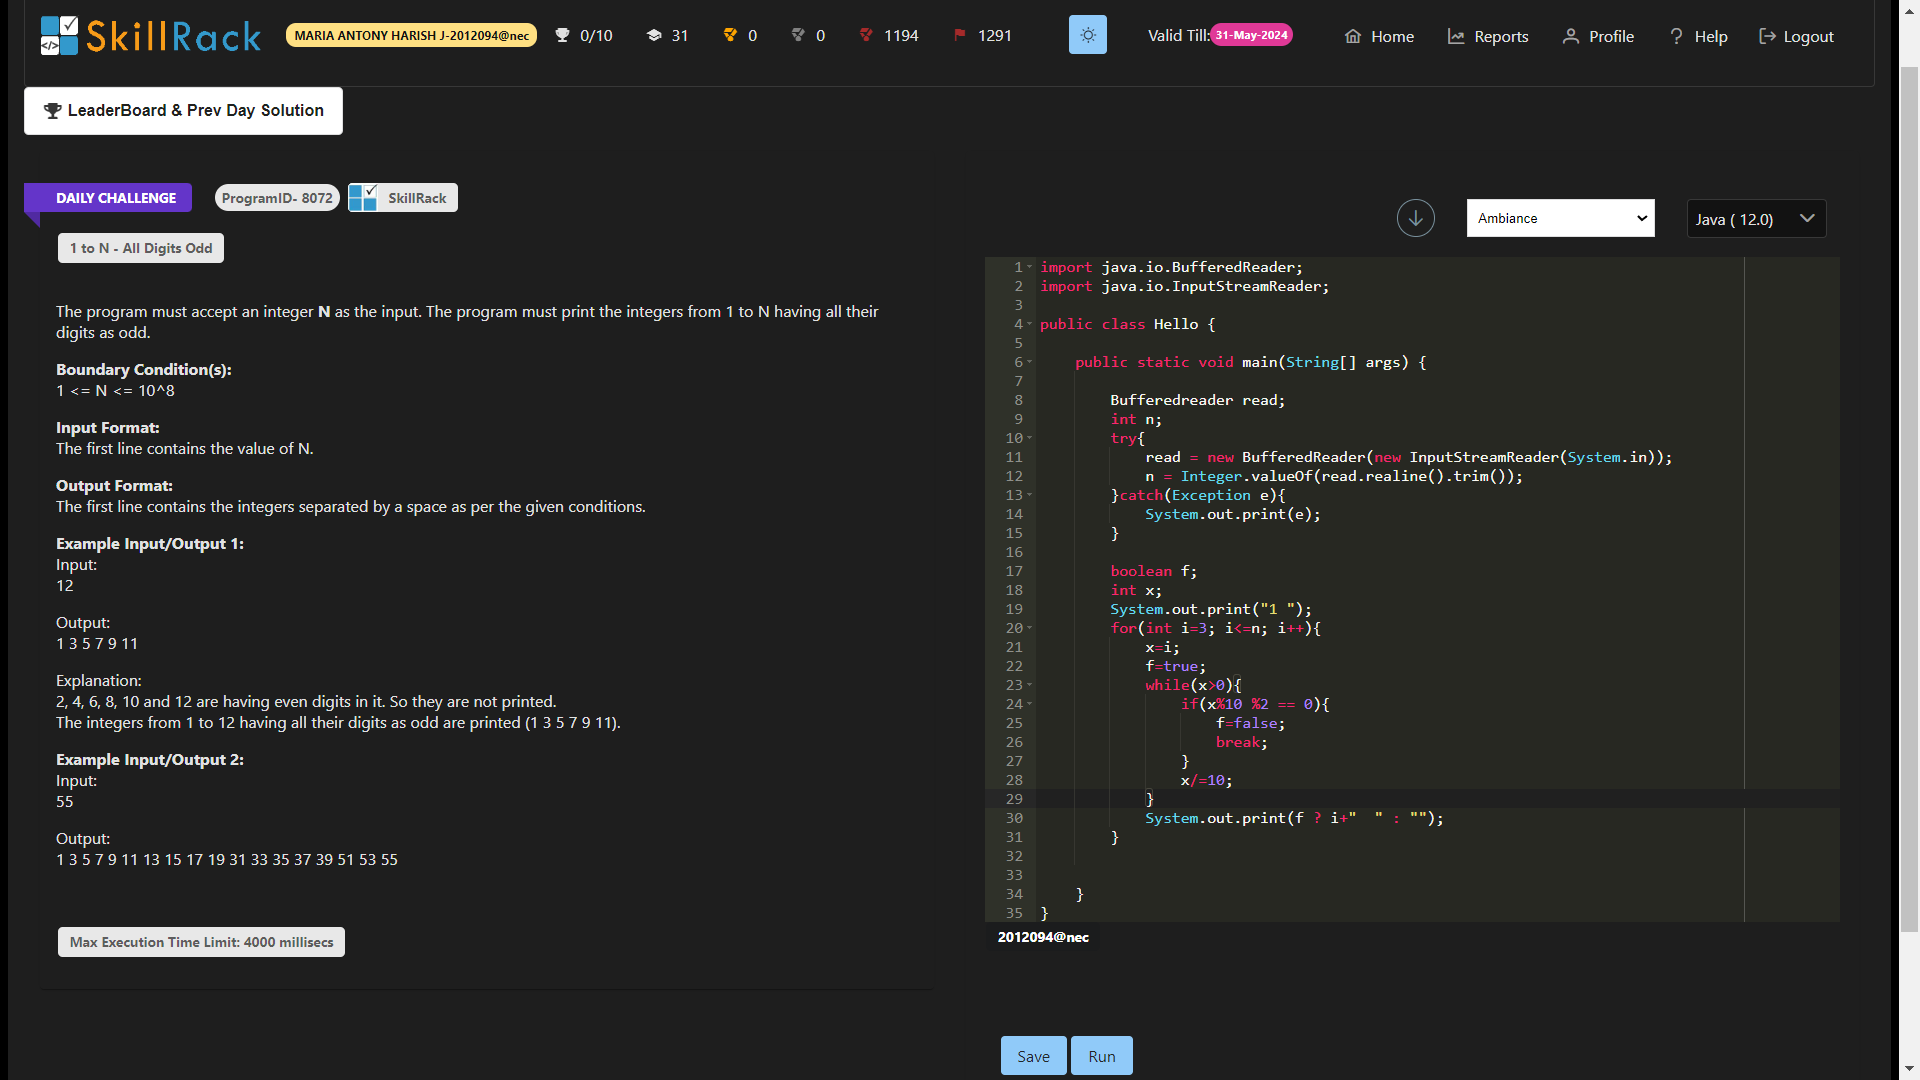 SkillRack
MARIA ANTONY HARISH J-2012094@nec
0/10
31
0
0
1194
1291
Valid Till: 31-May-2024
Home
Reports
Profile
? Help
Logout
LeaderBoard & Prev Day Solution
DAILY CHALLENGE
ProgramID- 8072
SkillRack
1 to N - All Digits Odd
The program must accept an integer N as the input. The program must print the integers from 1 to N having all their
digits as odd.
Boundary Condition(s):
1 <= N <= 10^8
Input Format:
The first line contains the value of N.
Output Format:
The first line contains the integers separated by a space as per the given conditions.
Example Input/Output 1:
Input:
12
Output:
1 3 5 7 9 11
Explanation:
2, 4, 6, 8, 10 and 12 are having even digits in it. So they are not printed.
The integers from 1 to 12 having all their digits as odd are printed (1 3 5 7 9 11).
Example Input/Output 2:
Input:
55
Output:
1 3 5 7 9 11 13 15 17 19 31 33 35 37 39 51 53 55
Max Execution Time Limit: 4000 millisecs
Ambiance
Java ( 12.0)
1 import java.io.BufferedReader;
2 import java.io.InputStreamReader;
3
4 public class Hello {
5
6     public static void main(String[] args) {
7
8         Bufferedreader read;
9         int n;
10         try{
11             read = new BufferedReader(new InputStreamReader(System.in));
12             n = Integer.valueOf(read.realine().trim());
13         }catch(Exception e){
14             System.out.print(e);
15         }
16
17         boolean f;
18         int x;
19         System.out.print("1 ");
20         for(int i=3; i<=n; i++){
21             x=i;
22             f=true;
23             while(x>0){
24                 if(x%10 %2 == 0){
25                     f=false;
26                     break;
27                 }
28                 x/=10;
29             }
30             System.out.print(f ? i+"  " : "");
31         }
32
33
34     }
35 }
2012094@nec
Save
Run